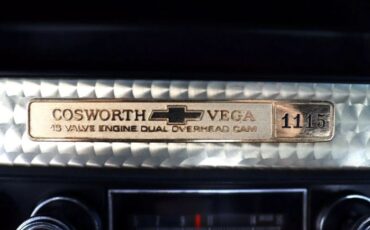 COSWORTH VEGA 1115
16 VALVE ENGINE DUAL OVERHEAD CAM